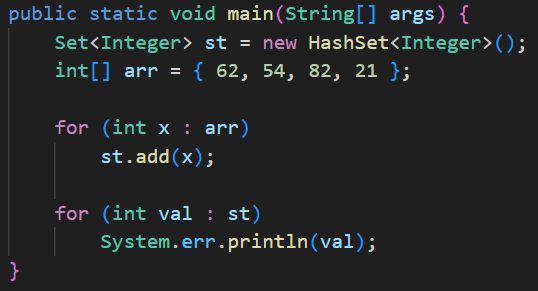 public static void main(String[] args) {
    Set<Integer> st = new HashSet<Integer>();
    int[] arr = { 62, 54, 82, 21 };

    for (int x : arr)
        st.add(x);

    for (int val : st)
        System.err.println(val);
}